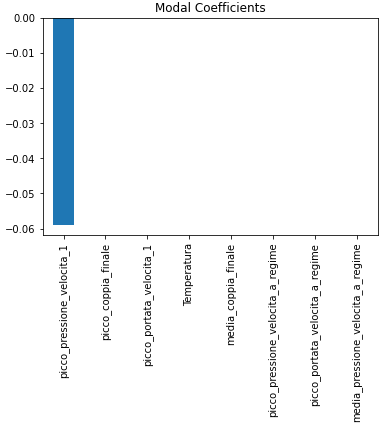 Modal Coefficients
0.00
−0.01
−0.02
−0.03
−0.04
−0.05
−0.06
picco_pressione_velocita_1
picco_coppia_finale
picco_portata_velocita_1
Temperatura
media_coppia_finale
picco_pressione_velocita_a_regime
picco_portata_velocita_a_regime
media_pressione_velocita_a_regime